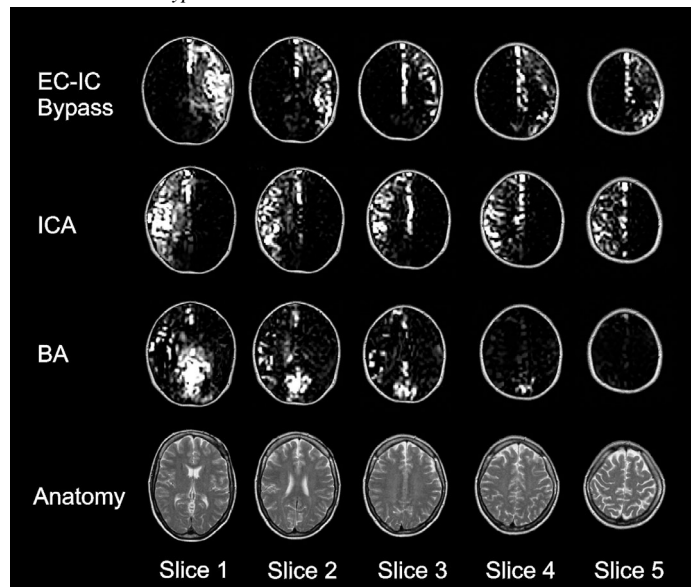 EC-IC
Bypass
ICA
BA
Anatomy
Slice 1 Slice 2 Slice 3 Slice 4 Slice 5